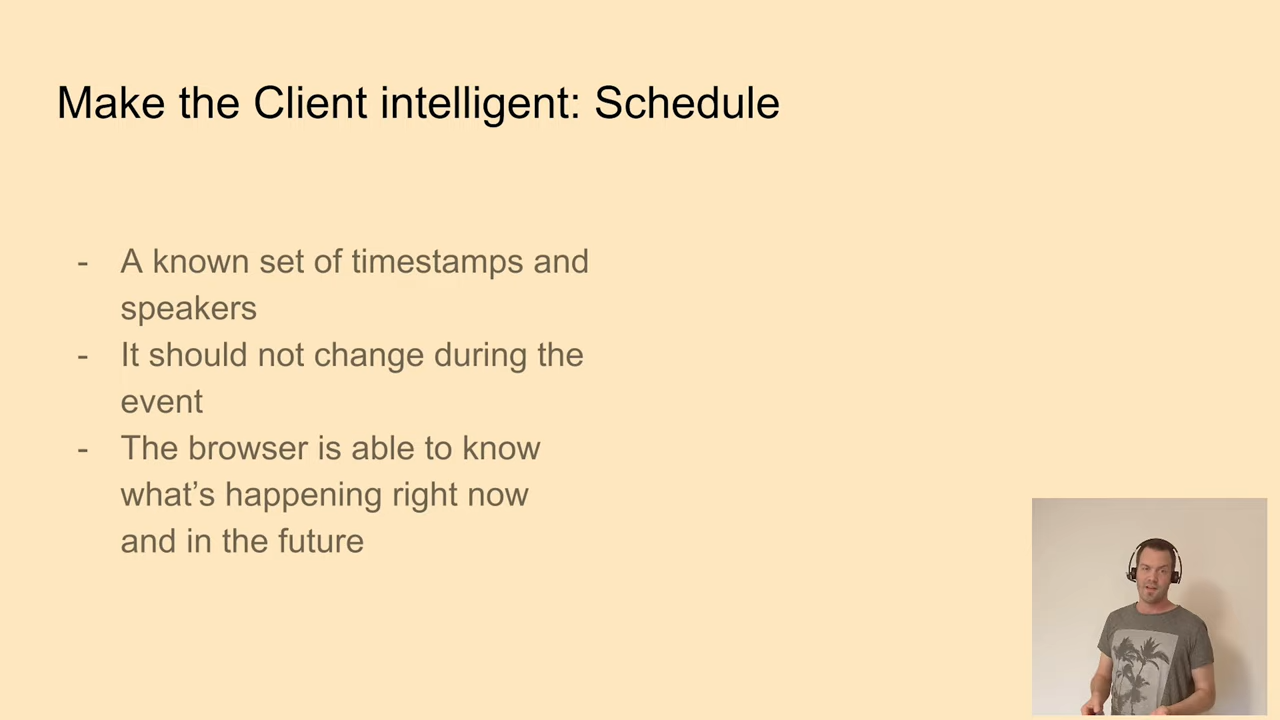 Make the Client intelligent: Schedule
- A known set of timestamps and
speakers
- It should not change during the
event
- The browser is able to know
what’s happening right now
and in the future